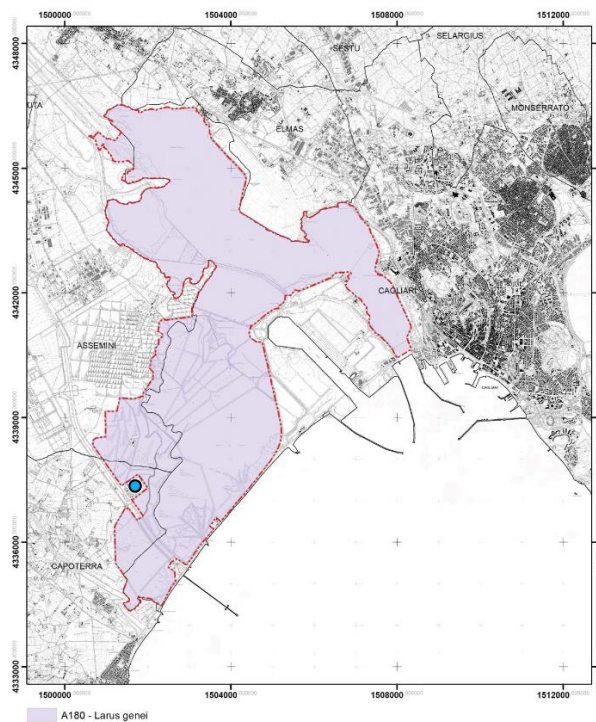 1500000 1504000 1508000 1512000
4348000
SELARGIUS
SESTU
UTA
MONSERRATO
ELMAS
4345000
4342000
CAGLIARI
ASSEMINI
4339000
4336000
CAPOTERRA
4333000
1500000 1504000 1508000 1512000
A180 - Larus genei